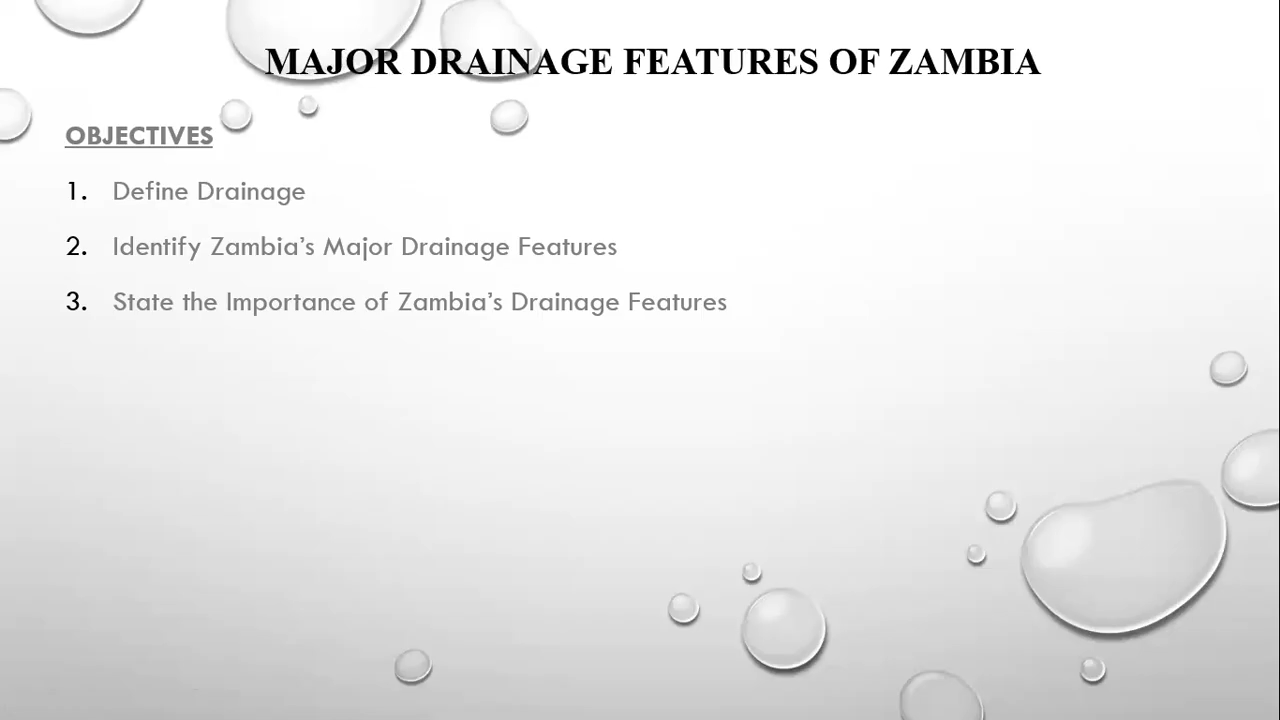 MAJOR DRAINAGE FEATURES OF ZAMBIA
OBJECTIVES
1. Define Drainage
2. Identify Zambia’s Major Drainage Features
3. State the Importance of Zambia’s Drainage Features